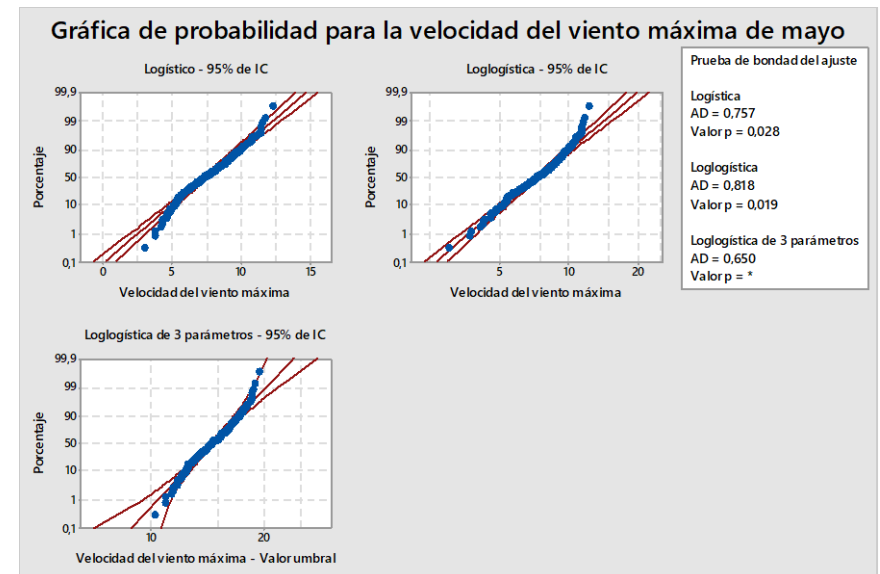 Gráfica de probabilidad para la velocidad del viento máxima de mayo
Logístico - 95% de IC
99,9
99
90
50
10
1
0,1
Porcentaje
0 5 10 15
Velocidad del viento máxima
Loglogística - 95% de IC
99,9
99
90
50
10
1
0,1
Porcentaje
5 10 20
Velocidad del viento máxima
Prueba de bondad del ajuste
Logística
AD = 0,757
Valor p = 0,028
Loglogística
AD = 0,818
Valor p = 0,019
Loglogística de 3 parámetros
AD = 0,650
Valor p = *
Loglogística de 3 parámetros - 95% de IC
99,9
99
90
50
10
1
0,1
Porcentaje
10 20
Velocidad del viento máxima - Valor umbral